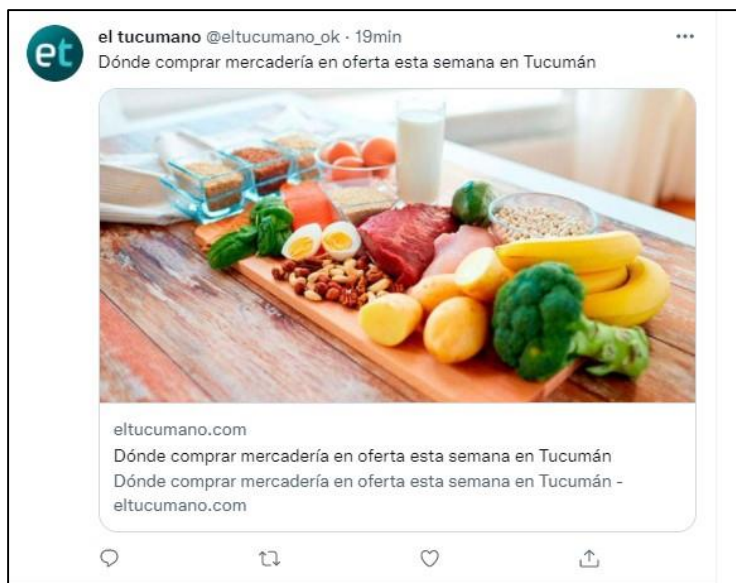 et
el tucumano @eltucumano_ok · 19min
Dónde comprar mercadería en oferta esta semana en Tucumán
eltucumano.com
Dónde comprar mercadería en oferta esta semana en Tucumán
Dónde comprar mercadería en oferta esta semana en Tucumán -
eltucumano.com